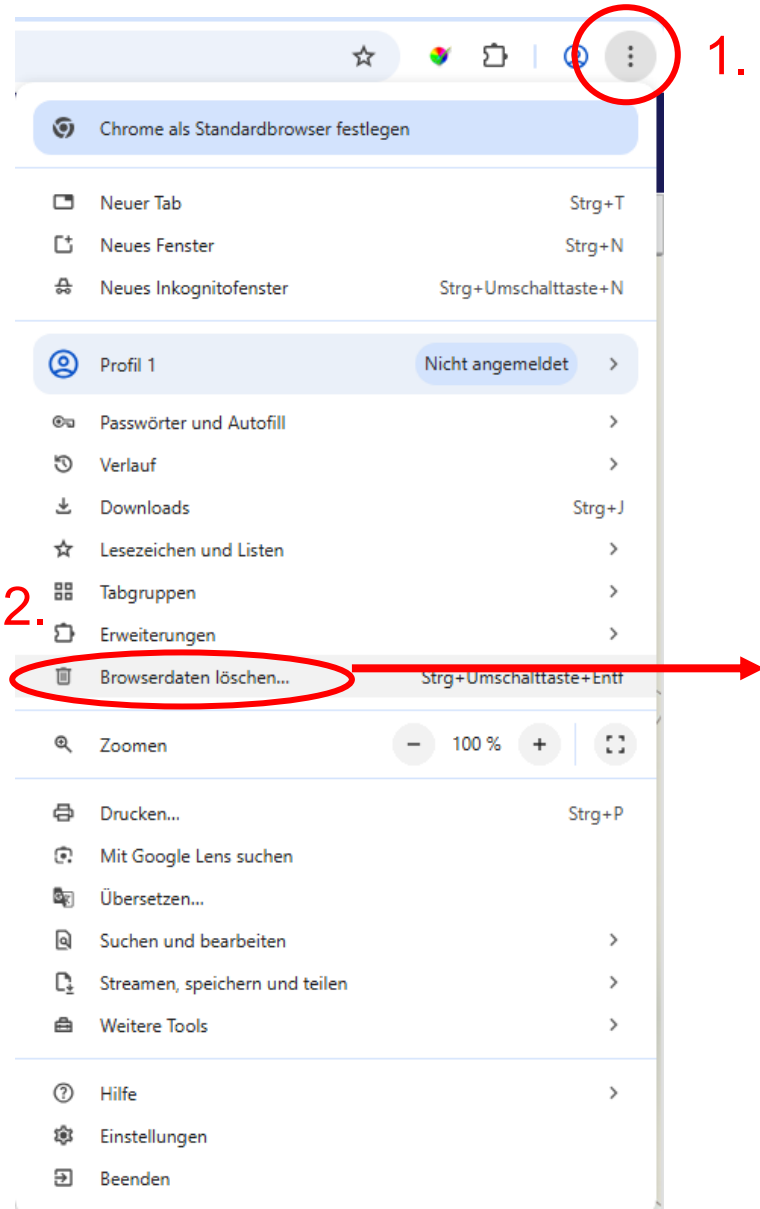 1.
Chrome als Standardbrowser festlegen
Neuer Tab Strg+T
Neues Fenster Strg+N
Neues Inkognitofenster Strg+Umschalttaste+N
Profil 1 Nicht angemeldet
Passwörter und Autofill
Verlauf
Downloads Strg+J
Lesezeichen und Listen
Tabgruppen
2.
Erweiterungen
Browserdaten löschen... Strg+Umschalttaste+Entf
Zoomen − 100 % +
Drucken... Strg+P
Mit Google Lens suchen
Übersetzen...
Suchen und bearbeiten
Streamen, speichern und teilen
Weitere Tools
Hilfe
Einstellungen
Beenden